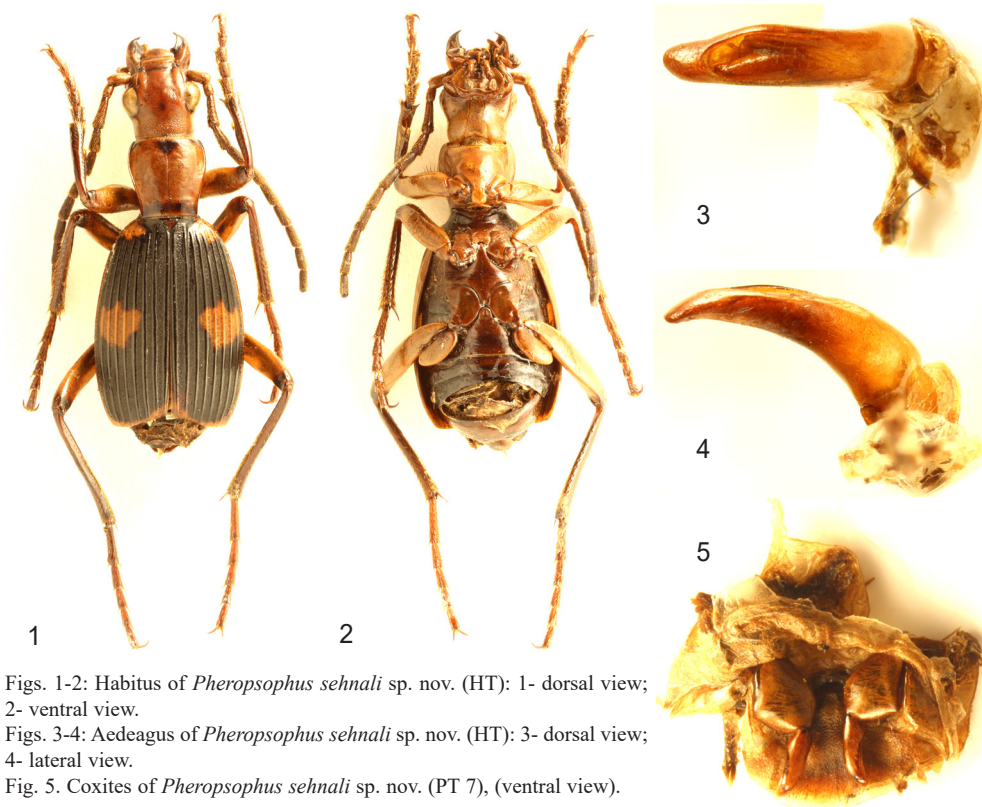 1
2
3
4
5
Figs. 1-2: Habitus of Pheropsophus sehnali sp. nov. (HT): 1- dorsal view;
2- ventral view.
Figs. 3-4: Aedeagus of Pheropsophus sehnali sp. nov. (HT): 3- dorsal view;
4- lateral view.
Fig. 5. Coxites of Pheropsophus sehnali sp. nov. (PT 7), (ventral view).